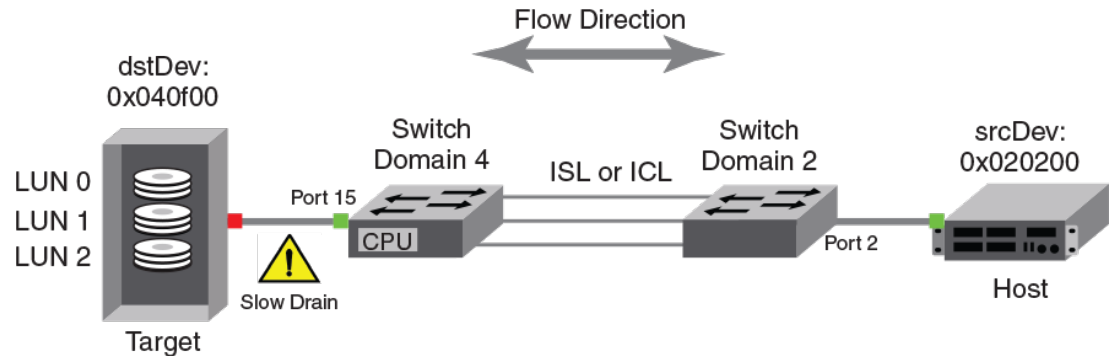 Flow Direction
dstDev:
0x040f00
Switch
Domain 4
Switch
Domain 2
srcDev:
0x020200
LUN 0
LUN 1
LUN 2
Port 15
ISL or ICL
CPU
Port 2
Slow Drain
Host
Target